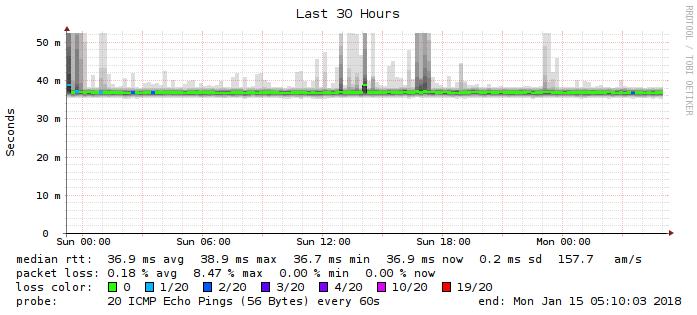 Last 30 Hours
RRDTOOL / TOBI OETIKER
Seconds
50 m
40 m
30 m
20 m
10 m
0
Sun 00:00 Sun 06:00 Sun 12:00 Sun 18:00 Mon 00:00
median rtt: 36.9 ms avg 38.9 ms max 36.7 ms min 36.9 ms now 0.2 ms sd 157.7 am/s
packet loss: 0.18 % avg 8.47 % max 0.00 % min 0.00 % now
loss color: 0 1/20 2/20 3/20 4/20 10/20 19/20
probe: 20 ICMP Echo Pings (56 Bytes) every 60s end: Mon Jan 15 05:10:03 2018